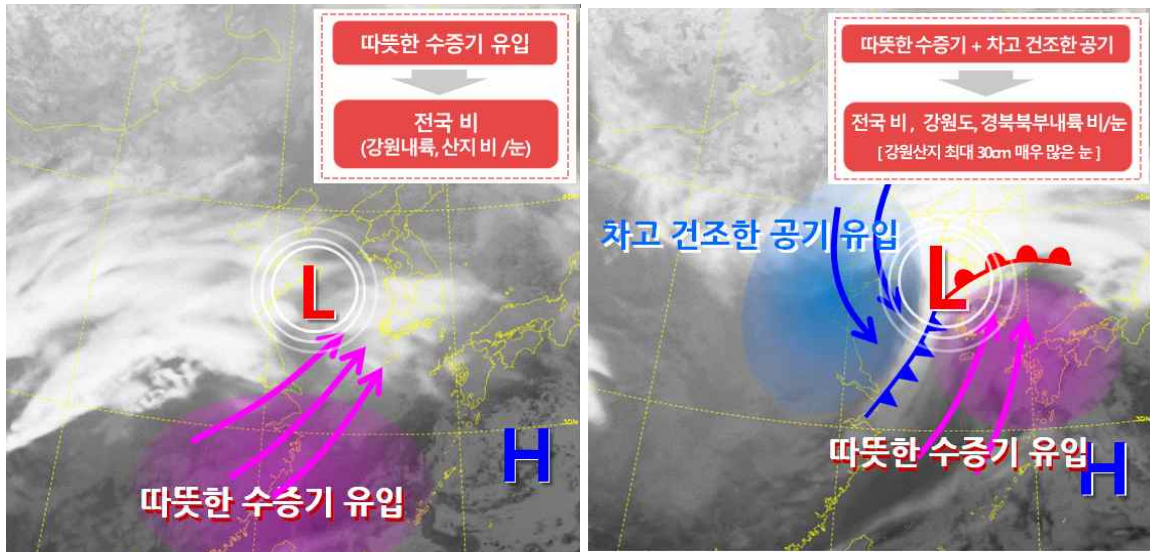 따뜻한 수증기 유입
전국 비
(강원내륙, 산지 비 /눈)
L
H
따뜻한 수증기 유입
따뜻한 수증기 + 차고 건조한 공기
전국 비 , 강원도, 경북북부내륙 비/눈
[ 강원산지 최대 30cm 매우 많은 눈 ]
차고 건조한 공기 유입
L
따뜻한 수증기 유입
H